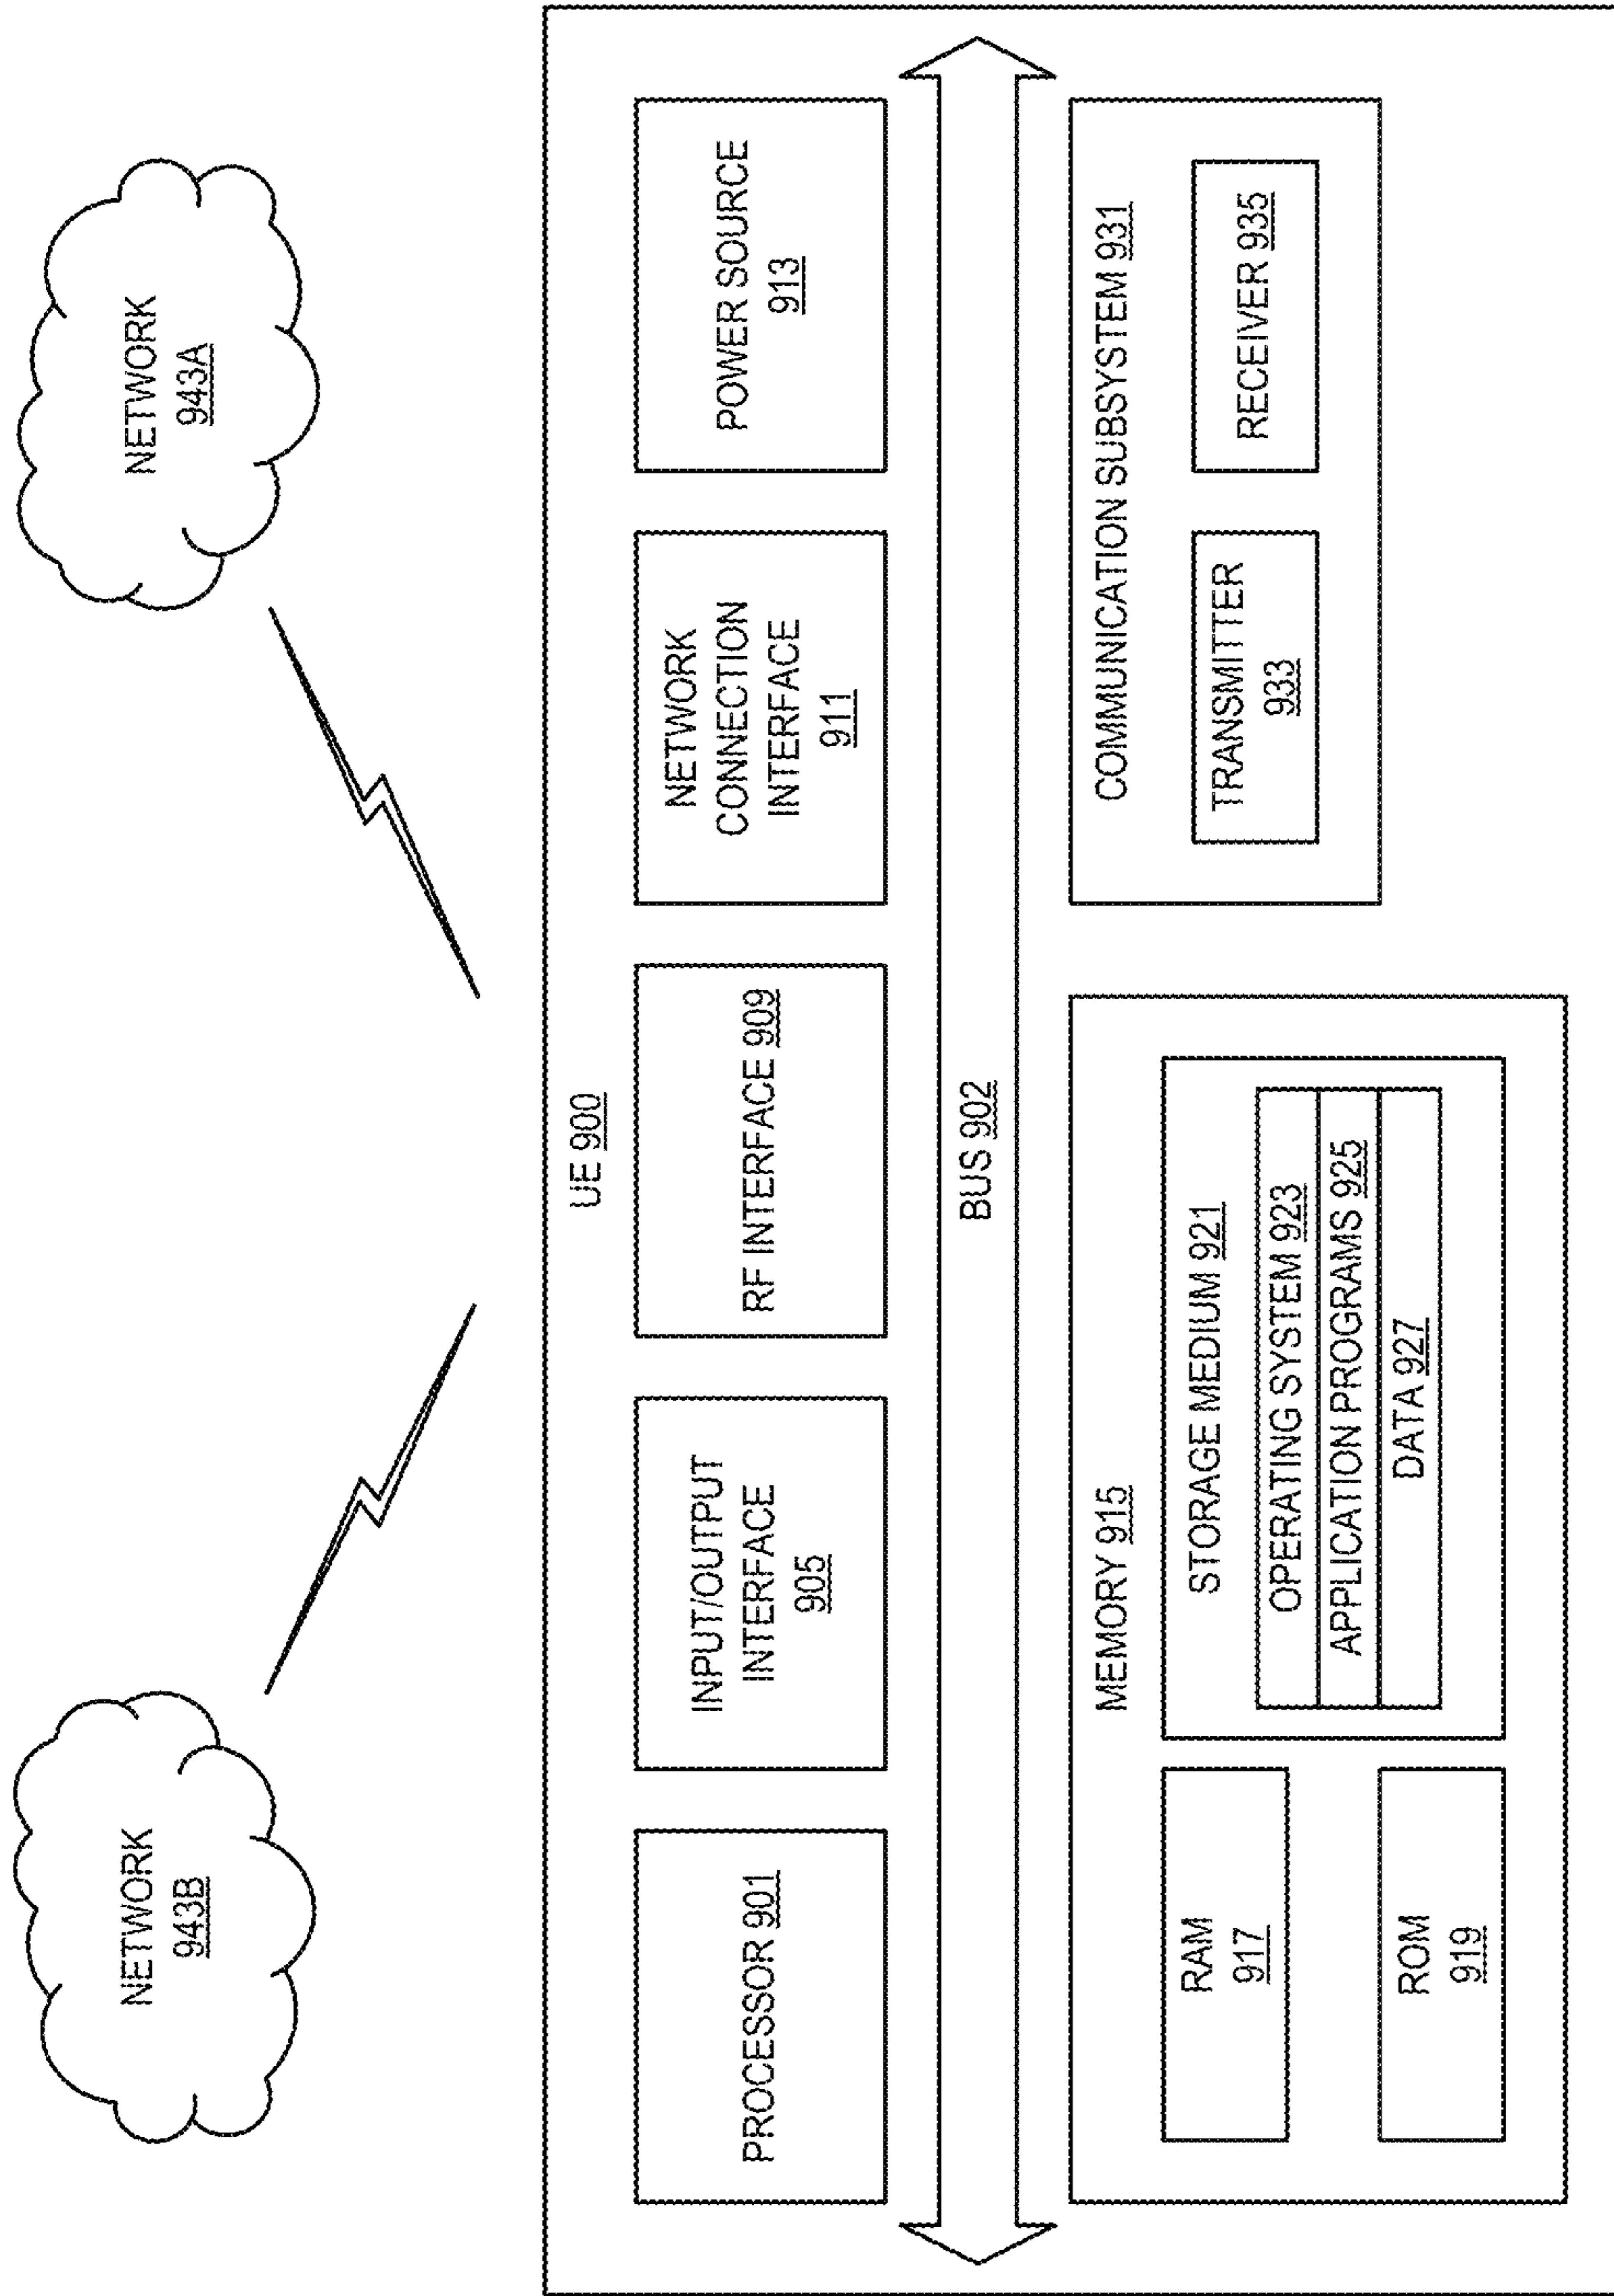 NETWORK
943B
NETWORK
943A
UE 900
PROCESSOR 901
INPUT/OUTPUT
INTERFACE
905
RF INTERFACE 909
NETWORK
CONNECTION
INTERFACE
911
POWER SOURCE
913
BUS 902
MEMORY 915
RAM
917
ROM
919
STORAGE MEDIUM 921
OPERATING SYSTEM 923
APPLICATION PROGRAMS 925
DATA 927
COMMUNICATION SUBSYSTEM 931
TRANSMITTER
933
RECEIVER 935